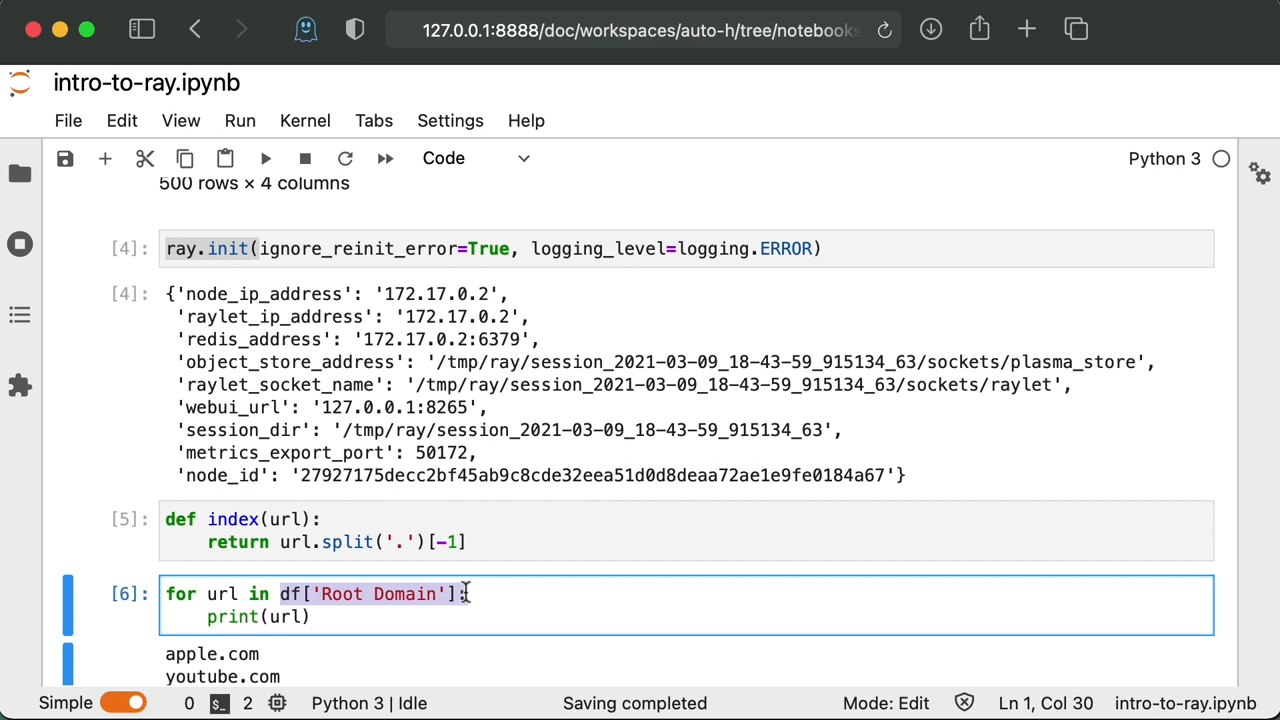 127.0.0.1:8888/doc/workspaces/auto-h/tree/notebooks
intro-to-ray.ipynb
File Edit View Run Kernel Tabs Settings Help
Code Python 3
500 rows × 4 columns
[4]: ray.init(ignore_reinit_error=True, logging_level=logging.ERROR)
[4]: {'node_ip_address': '172.17.0.2',
'raylet_ip_address': '172.17.0.2',
'redis_address': '172.17.0.2:6379',
'object_store_address': '/tmp/ray/session_2021-03-09_18-43-59_915134_63/sockets/plasma_store',
'raylet_socket_name': '/tmp/ray/session_2021-03-09_18-43-59_915134_63/sockets/raylet',
'webui_url': '127.0.0.1:8265',
'session_dir': '/tmp/ray/session_2021-03-09_18-43-59_915134_63',
'metrics_export_port': 50172,
'node_id': '27927175decc2bf45ab9c8cde32eea51d0d8deaa72ae1e9fe0184a67'}
[5]: def index(url):
return url.split('.')[-1]
[6]: for url in df['Root Domain']:
print(url)
apple.com
youtube.com
Simple 0 $_ 2 Python 3 | Idle Saving completed Mode: Edit Ln 1, Col 30 intro-to-ray.ipynb